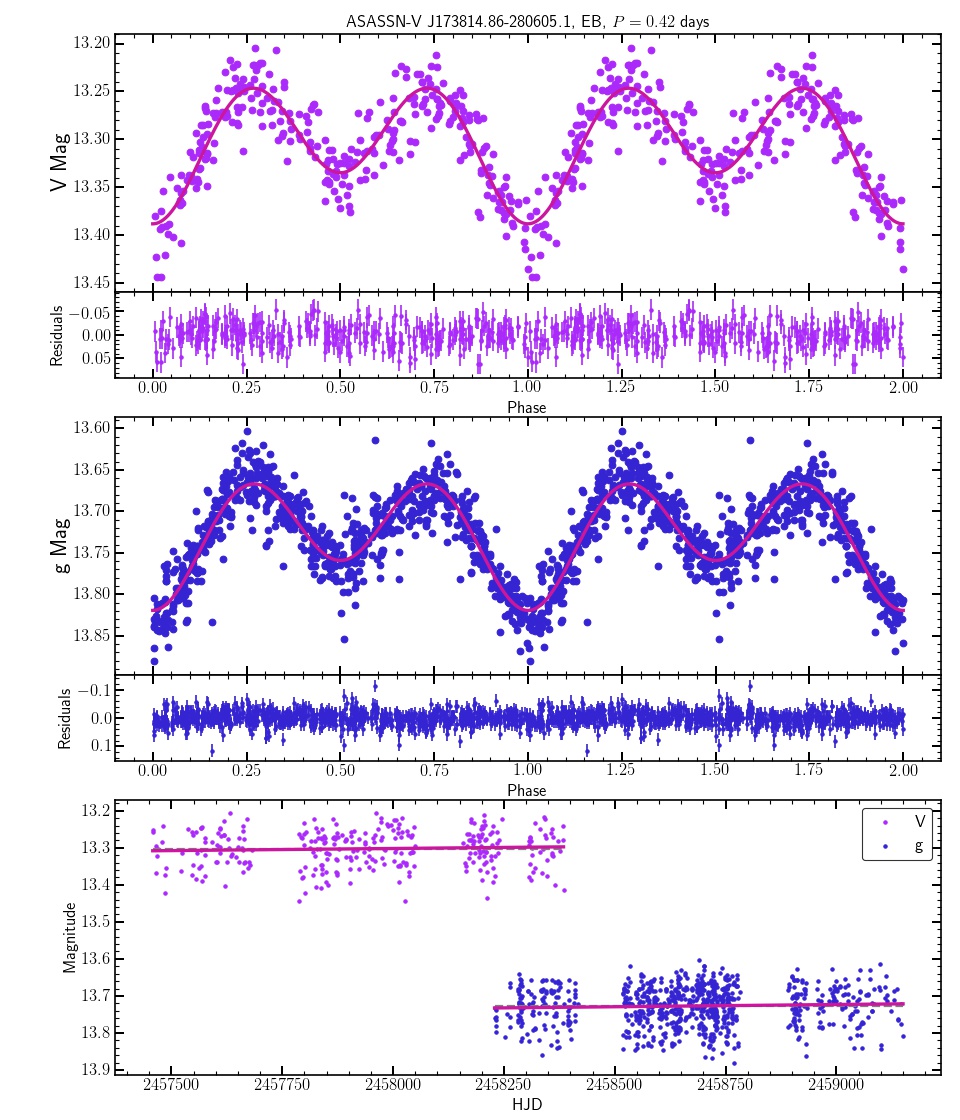 ASASSN-V J173814.86-280605.1, EB, P = 0.42 days
V Mag
13.20
13.25
13.30
13.35
13.40
13.45
Residuals
−0.05
0.00
0.05
0.00 0.25 0.50 0.75 1.00 1.25 1.50 1.75 2.00
Phase
g Mag
13.60
13.65
13.70
13.75
13.80
13.85
Residuals
−0.1
0.0
0.1
0.00 0.25 0.50 0.75 1.00 1.25 1.50 1.75 2.00
Phase
Magnitude
13.2
13.3
13.4
13.5
13.6
13.7
13.8
13.9
V
g
2457500 2457750 2458000 2458250 2458500 2458750 2459000
HJD